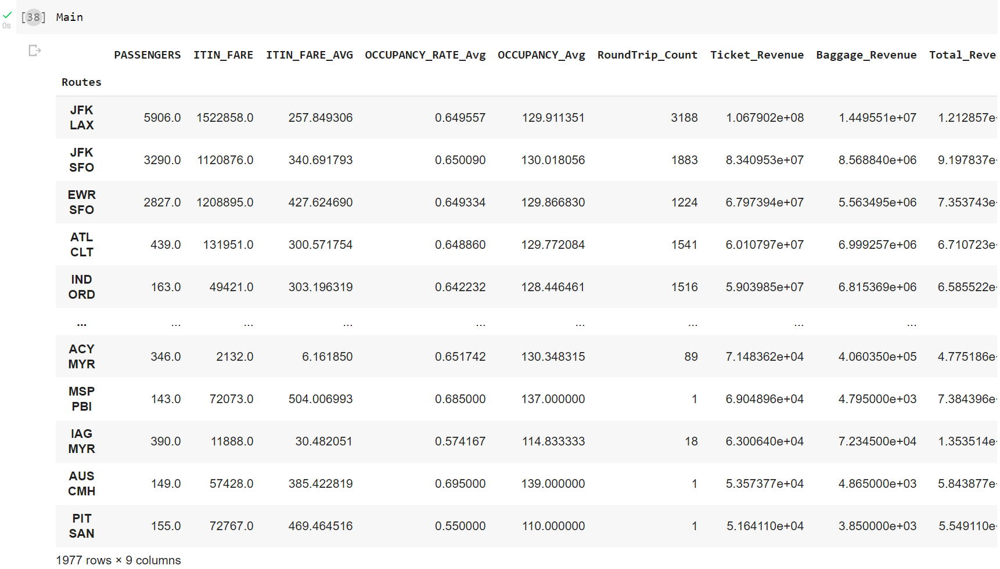 [38] Main
0s
PASSENGERS ITIN_FARE ITIN_FARE_AVG OCCUPANCY_RATE_Avg OCCUPANCY_Avg RoundTrip_Count Ticket_Revenue Baggage_Revenue Total_Reve
Routes
JFK
LAX 5906.0 1522858.0 257.849306 0.649557 129.911351 3188 1.067902e+08 1.449551e+07 1.212857e
JFK
SFO 3290.0 1120876.0 340.691793 0.650090 130.018056 1883 8.340953e+07 8.568840e+06 9.197837e
EWR
SFO 2827.0 1208895.0 427.624690 0.649334 129.866830 1224 6.797394e+07 5.563495e+06 7.353743e
ATL
CLT 439.0 131951.0 300.571754 0.648860 129.772084 1541 6.010797e+07 6.999257e+06 6.710723e
IND
ORD 163.0 49421.0 303.196319 0.642232 128.446461 1516 5.903985e+07 6.815369e+06 6.585522e
... ... ... ... ... ... ... ... ...
ACY
MYR 346.0 2132.0 6.161850 0.651742 130.348315 89 7.148362e+04 4.060350e+05 4.775186e
MSP
PBI 143.0 72073.0 504.006993 0.685000 137.000000 1 6.904896e+04 4.795000e+03 7.384396e
IAG
MYR 390.0 11888.0 30.482051 0.574167 114.833333 18 6.300640e+04 7.234500e+04 1.353514e
AUS
CMH 149.0 57428.0 385.422819 0.695000 139.000000 1 5.357377e+04 4.865000e+03 5.843877e
PIT
SAN 155.0 72767.0 469.464516 0.550000 110.000000 1 5.164110e+04 3.850000e+03 5.549110e
1977 rows × 9 columns